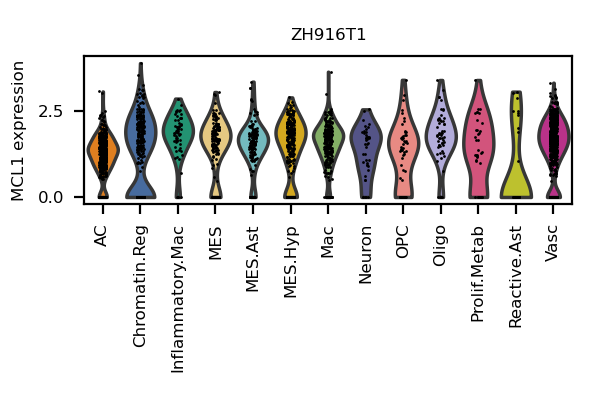 ZH916T1
MCL1 expression
2.5
0.0
AC
Chromatin.Reg
Inflammatory.Mac
MES
MES.Ast
MES.Hyp
Mac
Neuron
OPC
Oligo
Prolif.Metab
Reactive.Ast
Vasc